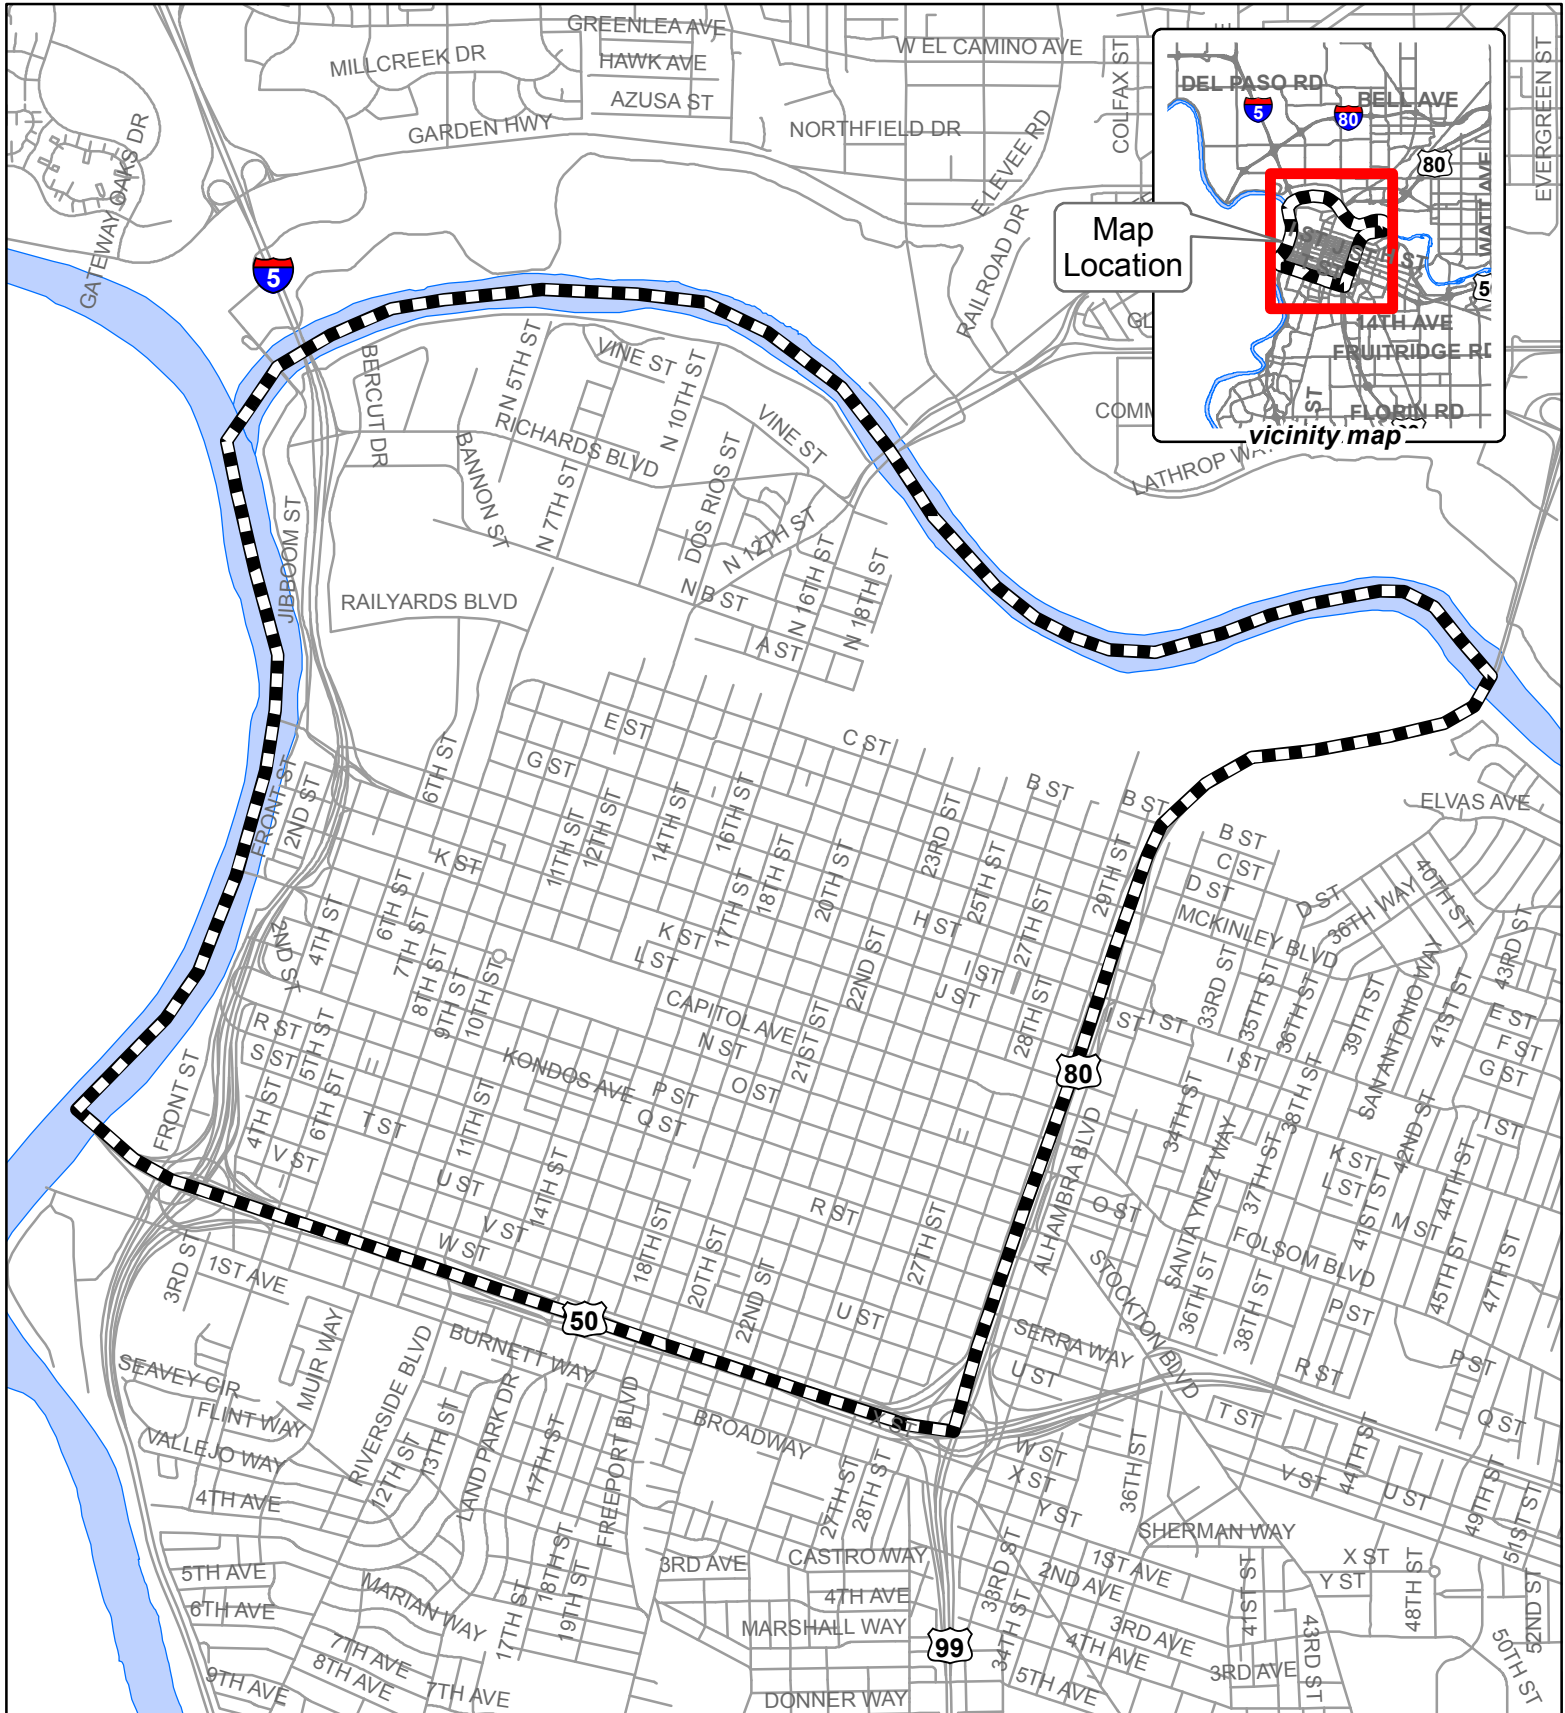 GREENLEA AVE
W EL CAMINO AVE
MILLCREEK DR
HAWK AVE
AZUSA ST
COLFAX ST
EVERGREEN ST
GARDEN HWY
NORTHFIELD DR
E LEVEE RD
GATEWAY OAKS DR
RAILROAD DR
5
DEL PASO RD
5
80
BELL AVE
80
WATT AVE
Map
Location
J ST
H ST
14TH AVE
FRUITRIDGE RD
FLORIN RD
ST
vicinity map
LATHROP WAY
BERCUT DR
N 5TH ST
VINE ST
N 10TH ST
RICHARDS BLVD
VINE ST
BANNON ST
N 7TH ST
DOS RIOS ST
N 12TH ST
JIBBOOM ST
RAILYARDS BLVD
N B ST
N 16TH ST
N 18TH ST
A ST
E ST
C ST
G ST
6TH ST
B ST
B ST
FRONT ST
2ND ST
11TH ST
12TH ST
14TH ST
16TH ST
23RD ST
ELVAS AVE
B ST
C ST
D ST
K ST
18TH ST
20TH ST
25TH ST
29TH ST
D ST
36TH WAY
40TH ST
MCKINLEY BLVD
17TH ST
H ST
27TH ST
6TH ST
7TH ST
4TH ST
2ND ST
K ST
L ST
22ND ST
I ST
J ST
43RD ST
8TH ST
9TH ST
10TH ST
CAPITOL AVE
N ST
21ST ST
28TH ST
I ST
I ST
33RD ST
35TH ST
36TH ST
39TH ST
SAN ANTONIO WAY
41ST ST
E ST
F ST
G ST
R ST
S ST
5TH ST
KONDOS AVE
P ST
O ST
Q ST
80
I ST
FRONT ST
4TH ST
6TH ST
T ST
V ST
11TH ST
34TH ST
38TH ST
42ND ST
I ST
K ST
L ST
ALHAMBRA BLVD
O ST
SANTA YNEZ WAY
37TH ST
41ST ST
44TH ST
M ST
U ST
14TH ST
V ST
W ST
R ST
27TH ST
18TH ST
20TH ST
22ND ST
STOCKTON BLVD
FOLSOM BLVD
36TH ST
38TH ST
45TH ST
47TH ST
3RD ST
1ST AVE
50
U ST
P ST
SERRA WAY
U ST
R ST
P ST
MUIR WAY
BURNETT WAY
SEAVEY CIR
FLINT WAY
VALLEJO WAY
4TH AVE
RIVERSIDE BLVD
12TH ST
13TH ST
LAND PARK DR
17TH ST
FREEPORT BLVD
BROADWAY
X ST
T ST
Q ST
W ST
X ST
Y ST
36TH ST
V ST
44TH ST
U ST
49TH ST
51ST ST
27TH ST
28TH ST
SHERMAN WAY
5TH AVE
6TH AVE
MARIAN WAY
17TH ST
18TH ST
19TH ST
3RD AVE
CASTRO WAY
4TH AVE
MARSHALL WAY
33RD ST
34TH ST
1ST AVE
2ND AVE
3RD AVE
4TH AVE
5TH AVE
41ST ST
43RD ST
X ST
Y ST
48TH ST
52ND ST
50TH ST
99
7TH AVE
8TH AVE
9TH AVE
7TH AVE
DONNER WAY
3RD AVE